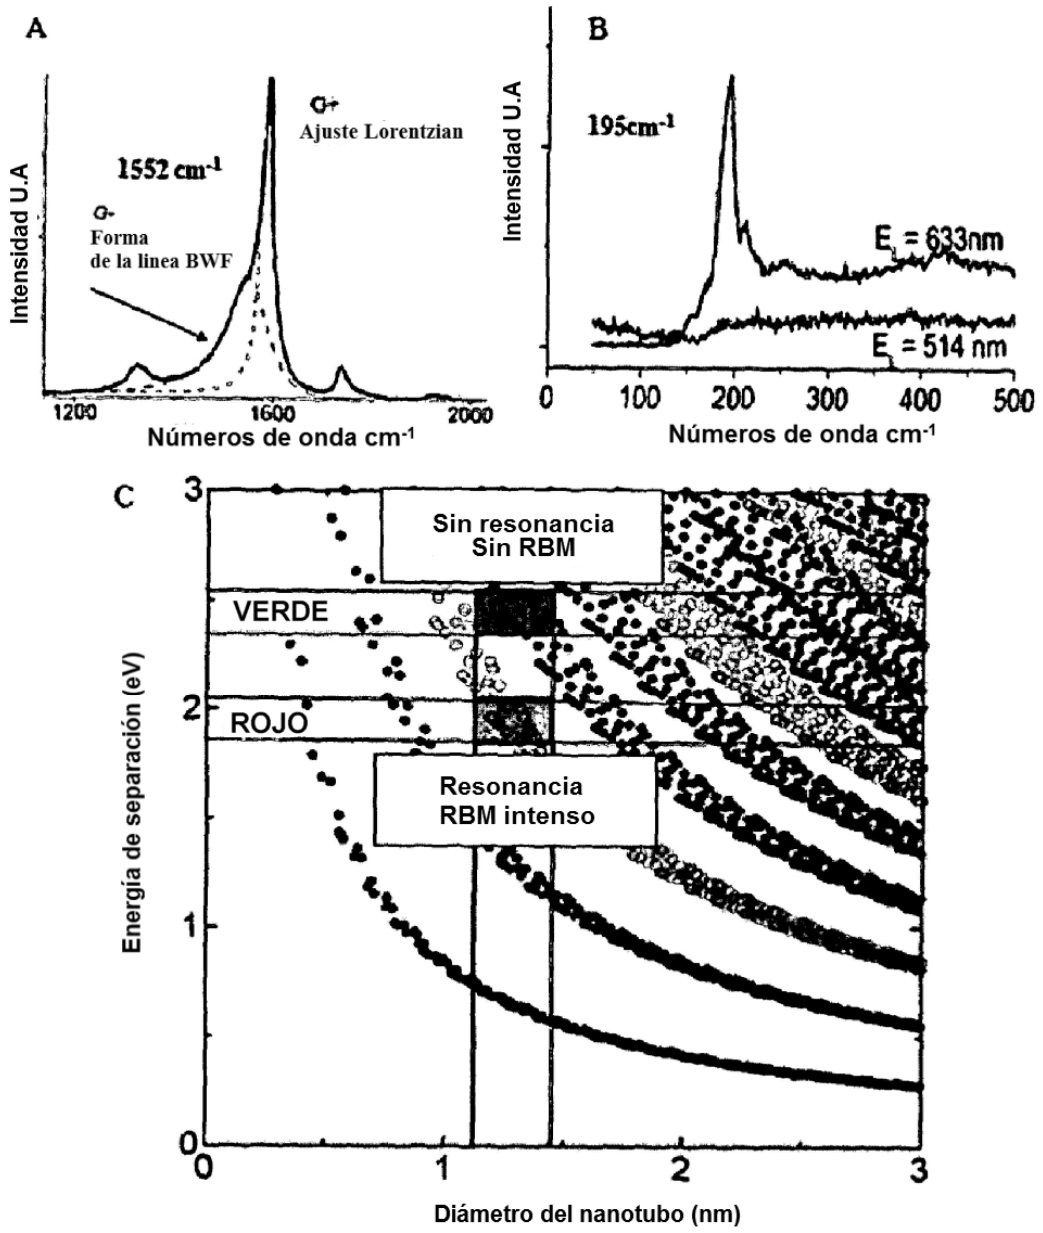 A
G+
Ajuste Lorentzian
1552 cm-1
G-
Forma
de la linea BWF
Intensidad U.A
1200 1600 2000
Números de onda cm-1
B
195cm-1
Intensidad U.A
EL = 633nm
EL = 514 nm
0 100 200 300 400 500
Números de onda cm-1
C
3
Sin resonancia
Sin RBM
VERDE
2
ROJO
Resonancia
RBM intenso
Energía de separación (eV)
1
0
0 1 2 3
Diámetro del nanotubo (nm)